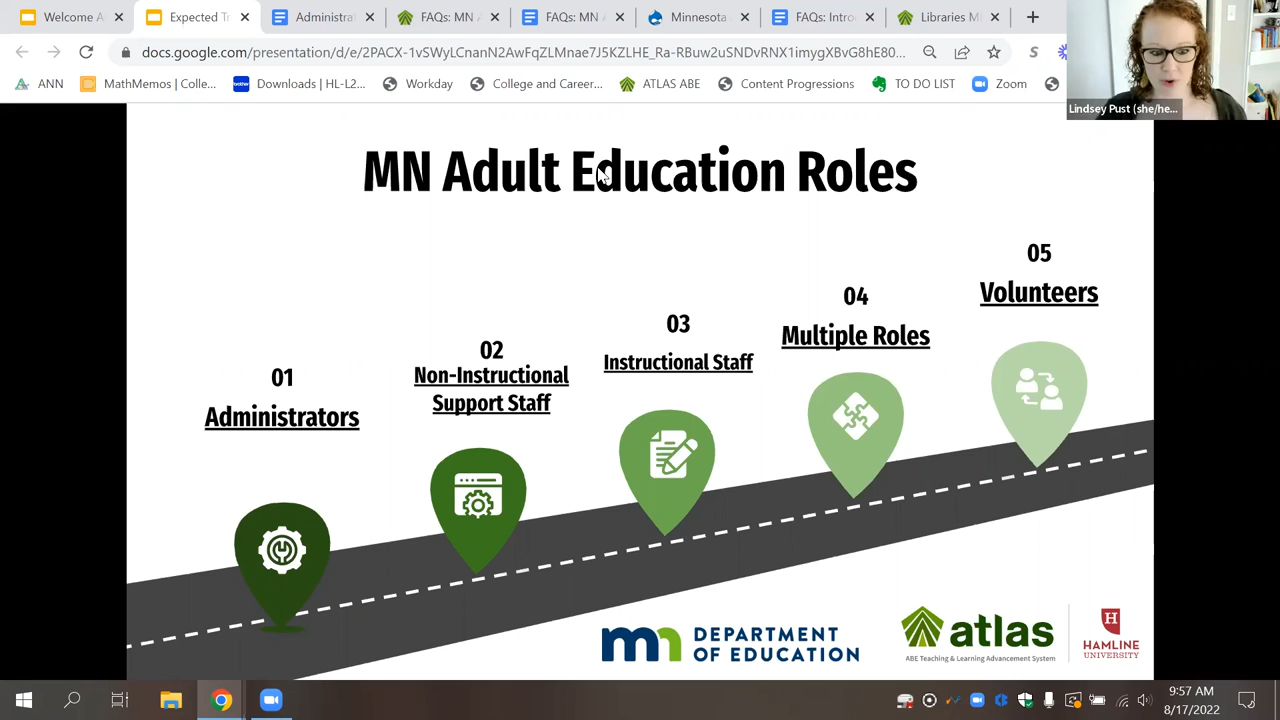 Welcome A
Expected Tr
Administrat
FAQs: MN A
FAQs: MN A
Minnesota
FAQs: Intro
Libraries M
docs.google.com/presentation/d/e/2PACX-1vSWyLCnanN2AwFqZLMnae7J5KZLHE_Ra-RBuw2uSNDvRNX1imygXBvG8hE80...
ANN
MathMemos (Colle...
Downloads | HL-L2...
Workday
College and Career...
ATLAS ABE
Content Progressions
TO DO LIST
Zoom
Lindsey Pust (she/he...
MN Adult Education Roles
05
Volunteers
04
Multiple Roles
03
Instructional Staff
02
Non-Instructional
Support Staff
01
Administrators
mn DEPARTMENT
OF EDUCATION
atlas
ABE Teaching & Learning Advancement System
H
HAMLINE
UNIVERSITY
9:57 AM
8/17/2022